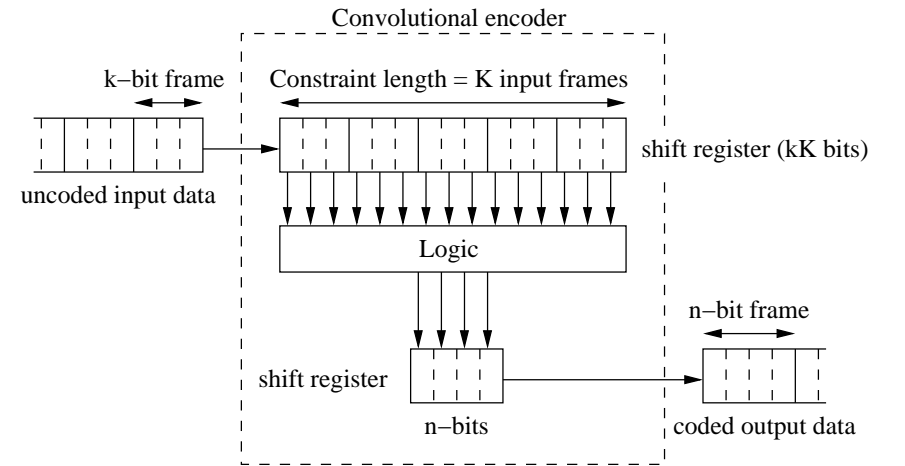 Convolutional encoder
k−bit frame
Constraint length = K input frames
shift register (kK bits)
uncoded input data
Logic
n−bit frame
shift register
n−bits
coded output data